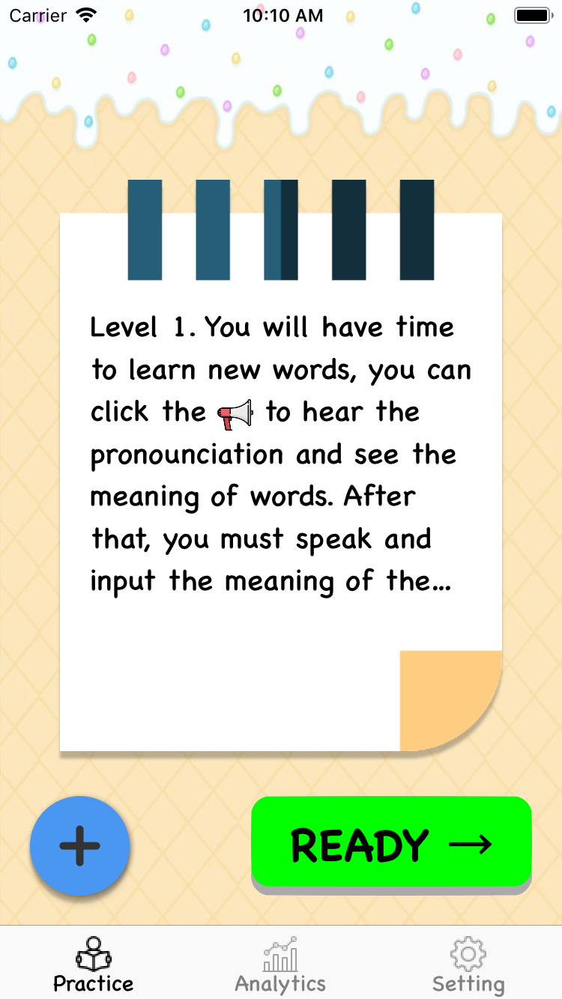 Carrier 10:10 AM
Level 1. You will have time
to learn new words, you can
click the to hear the
pronounciation and see the
meaning of words. After
that, you must speak and
input the meaning of the...
READY →
Practice Analytics Setting